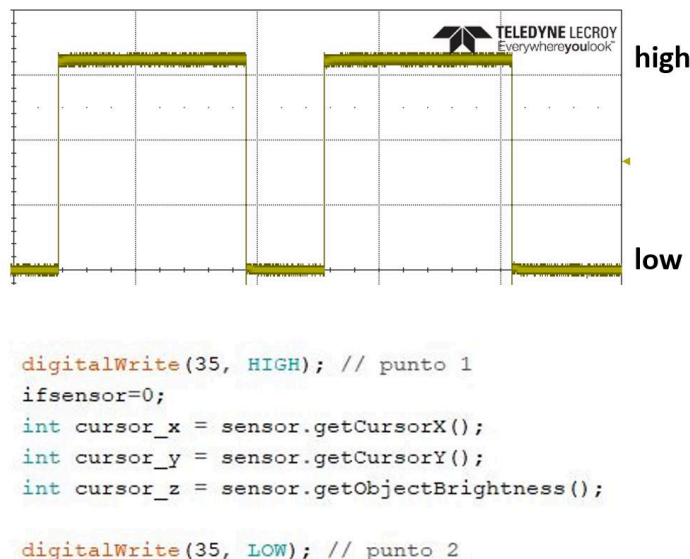 TELEDYNE LECROY
Everywhereyoulook™
high
low
digitalWrite(35, HIGH); // punto 1
ifsensor=0;
int cursor_x = sensor.getCursorX();
int cursor_y = sensor.getCursorY();
int cursor_z = sensor.getObjectBrightness();
digitalWrite(35, LOW); // punto 2